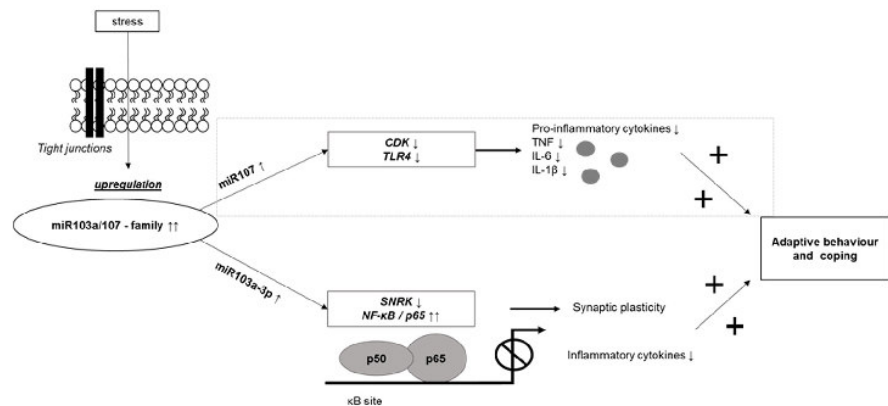 stress
Tight junctions
upregulation
miR103a/107 - family ↑↑
miR107 ↑
CDK ↓
TLR4 ↓
Pro-inflammatory cytokines ↓
TNF ↓
IL-6 ↓
IL-1β ↓
+
+
Adaptive behaviour
and coping
miR103a-3p ↑
SNRK ↓
NF-κB / p65 ↑↑
Synaptic plasticity
+
+
p50
p65
Inflammatory cytokines ↓
κB site